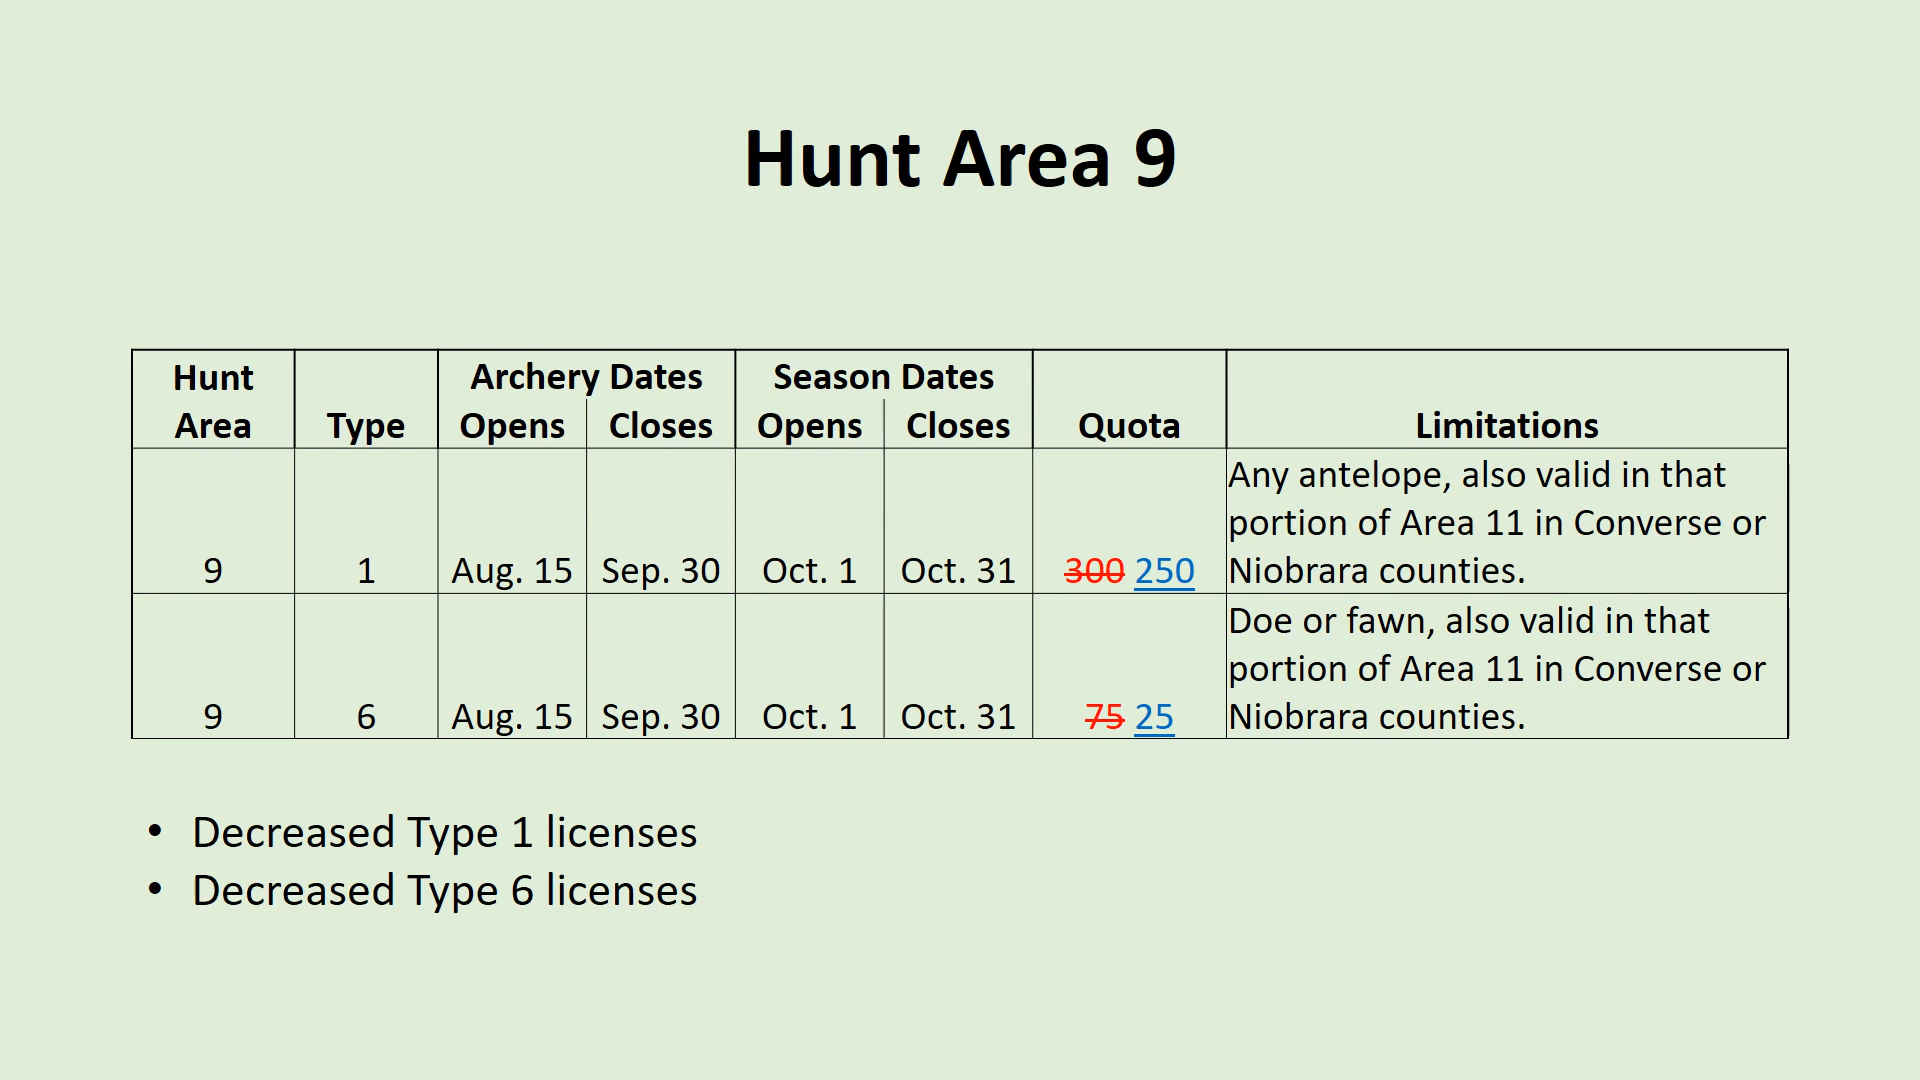 Hunt Area 9
Hunt Area Type Archery Dates Opens Closes Season Dates Opens Closes Quota Limitations
9 1 Aug. 15 Sep. 30 Oct. 1 Oct. 31 300 250 Any antelope, also valid in that
portion of Area 11 in Converse or
Niobrara counties.
9 6 Aug. 15 Sep. 30 Oct. 1 Oct. 31 75 25 Doe or fawn, also valid in that
portion of Area 11 in Converse or
Niobrara counties.
• Decreased Type 1 licenses
• Decreased Type 6 licenses